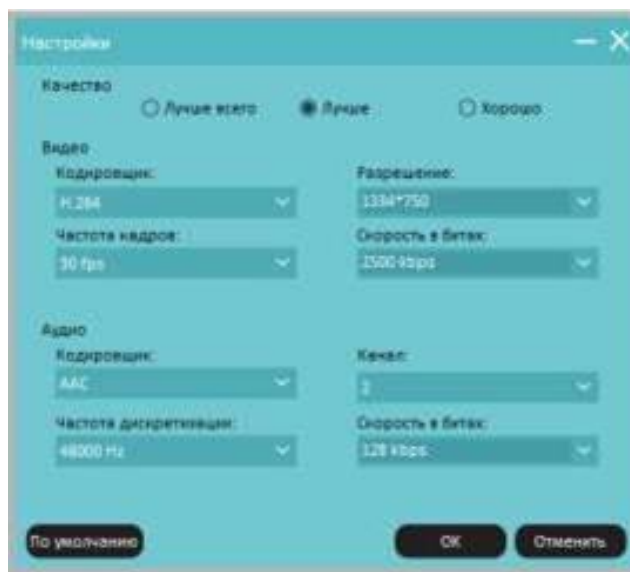 Настройки
Качество
Лучше всего Лучше Хорошо
Видео
Кодировщик: Разрешение:
H.264 1334*750
Частота кадров: Скорость в битах:
30 fps 2500 kbps
Аудио
Кодировщик: Канал:
AAC 2
Частота дискретизации: Скорость в битах:
48000 Hz 128 kbps
По умолчанию OK Отменить